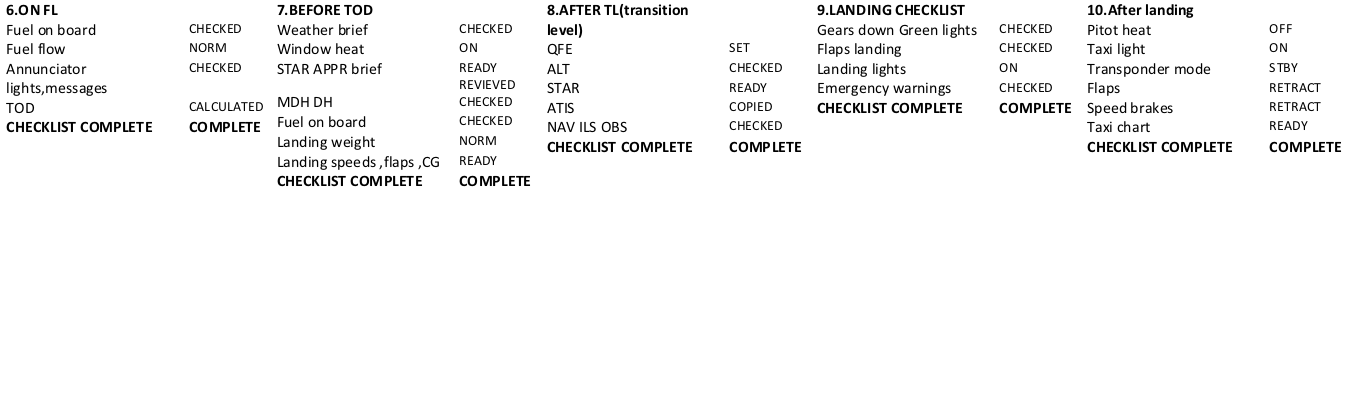 6.ON FL
Fuel on board CHECKED
Fuel flow NORM
Annunciator CHECKED
lights,messages
TOD CALCULATED
CHECKLIST COMPLETE COMPLETE
7.BEFORE TOD
Weather brief CHECKED
Window heat ON
STAR APPR brief READY
REVIEVED
MDH DH CHECKED
Fuel on board CHECKED
Landing weight NORM
Landing speeds ,flaps ,CG READY
CHECKLIST COMPLETE COMPLETE
8.AFTER TL(transition
level)
QFE SET
ALT CHECKED
STAR READY
ATIS COPIED
NAV ILS OBS CHECKED
CHECKLIST COMPLETE COMPLETE
9.LANDING CHECKLIST
Gears down Green lights CHECKED
Flaps landing CHECKED
Landing lights ON
Emergency warnings CHECKED
CHECKLIST COMPLETE COMPLETE
10.After landing
Pitot heat OFF
Taxi light ON
Transponder mode STBY
Flaps RETRACT
Speed brakes RETRACT
Taxi chart READY
CHECKLIST COMPLETE COMPLETE